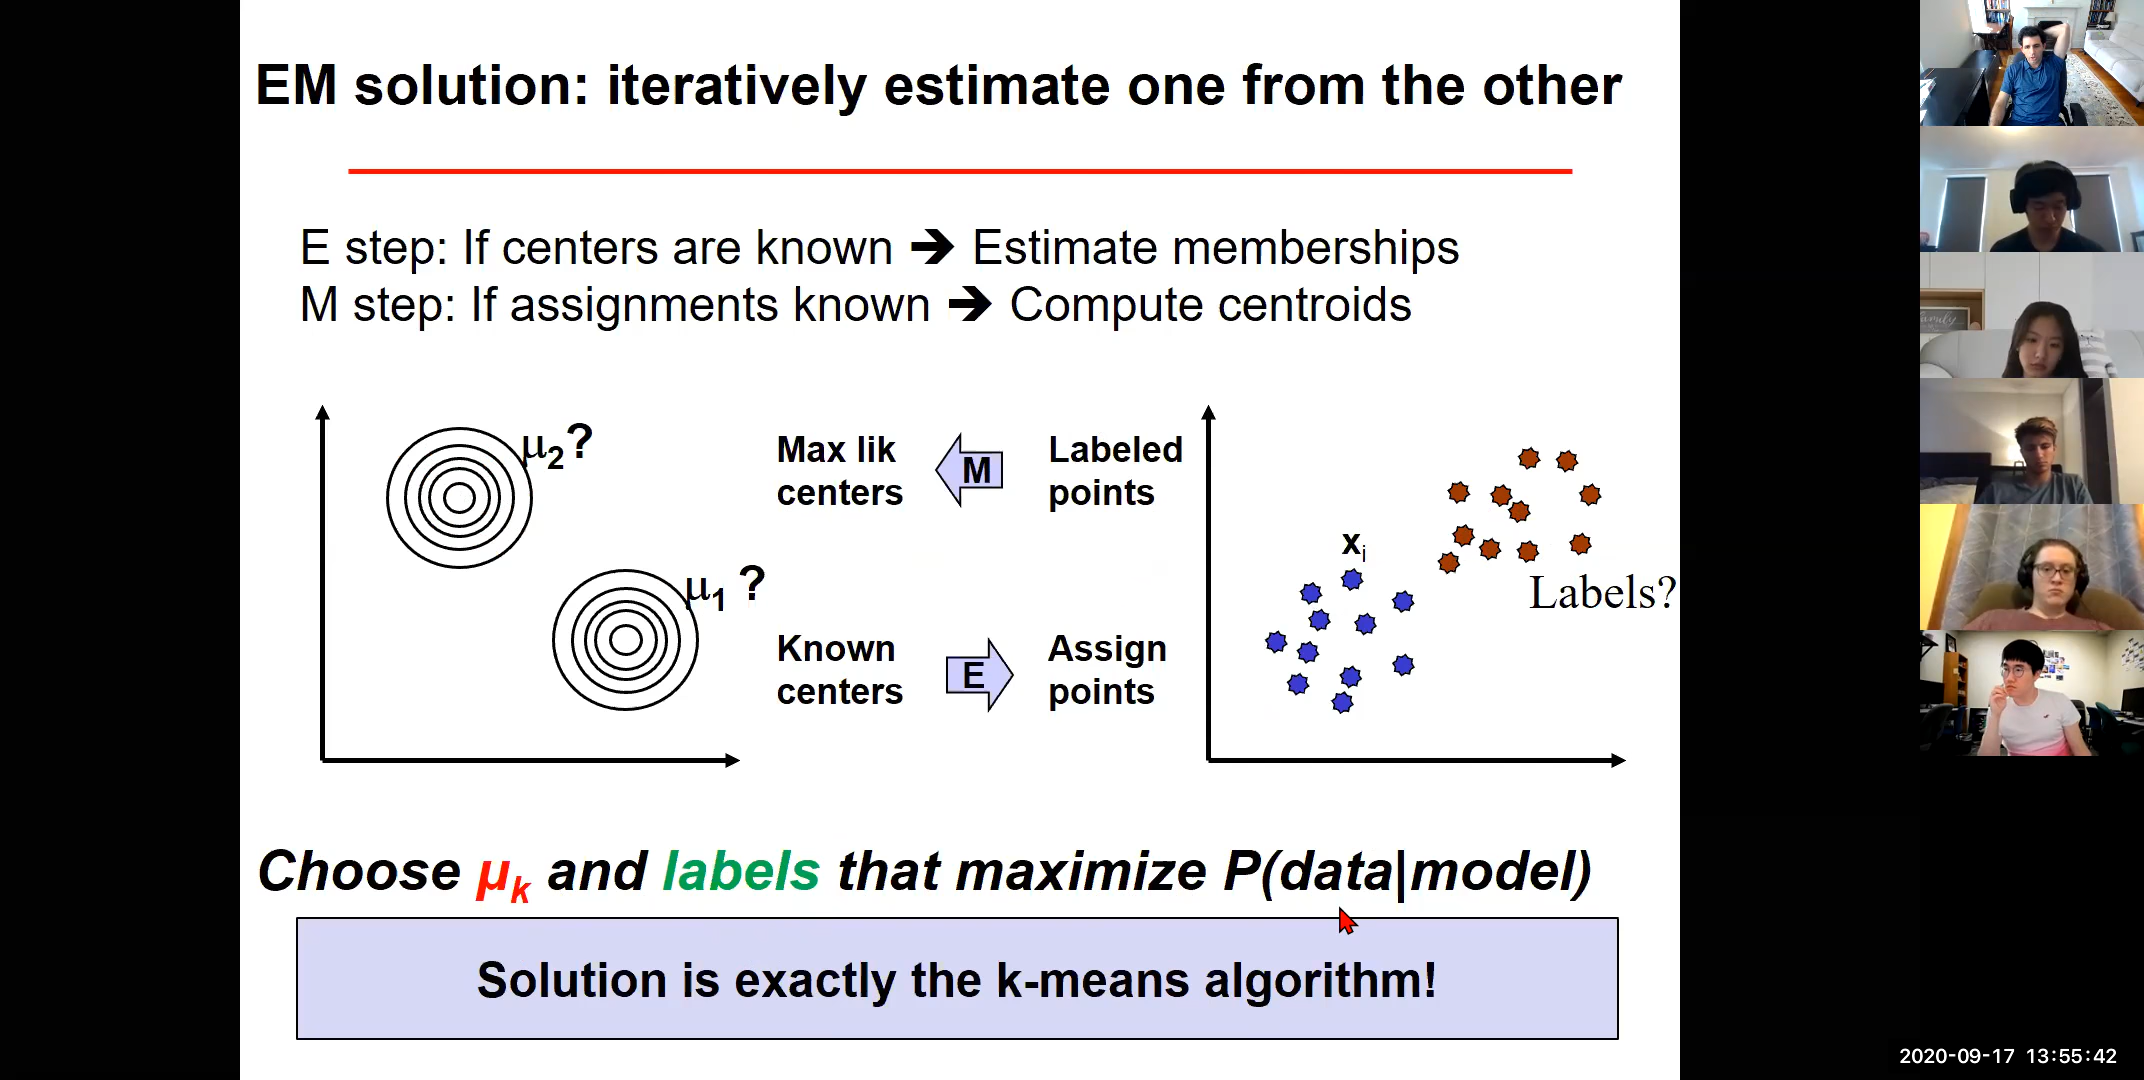 EM solution: iteratively estimate one from the other
E step: If centers are known ➔ Estimate memberships
M step: If assignments known ➔ Compute centroids
μ2?
μ1 ?
Max lik
centers
M
Labeled
points
Known
centers
E
Assign
points
xi
Labels?
Choose μk and labels that maximize P(data|model)
Solution is exactly the k-means algorithm!
family
2020-09-17 13:55:42